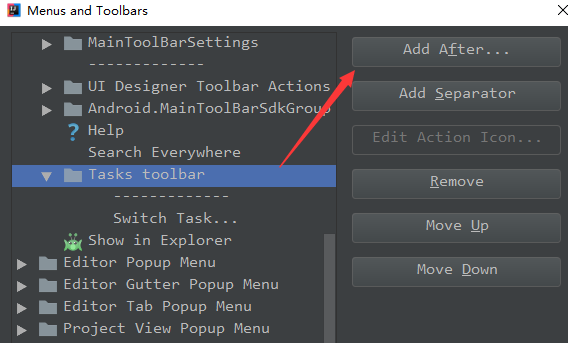 Menus and Toolbars
MainToolBarSettings
-------------
UI Designer Toolbar Actions
Android.MainToolBarSdkGroup
? Help
Search Everywhere
Tasks toolbar
-------------
Switch Task...
Show in Explorer
Editor Popup Menu
Editor Gutter Popup Menu
Editor Tab Popup Menu
Project View Popup Menu
Add After...
Add Separator
Edit Action Icon...
Remove
Move Up
Move Down